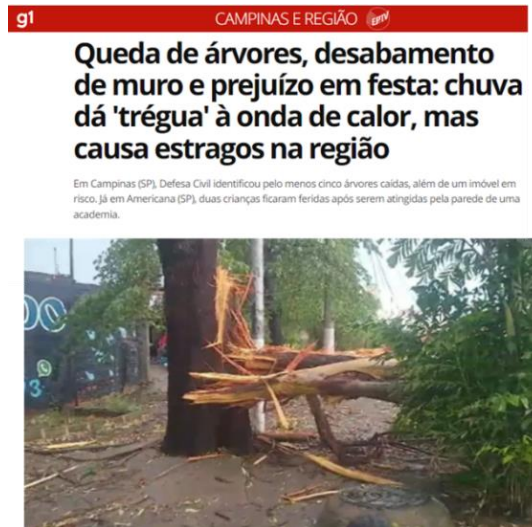 g1
CAMPINAS E REGIÃO
EPTV
Queda de árvores, desabamento
de muro e prejuízo em festa: chuva
dá 'trégua' à onda de calor, mas
causa estragos na região
Em Campinas (SP), Defesa Civil identificou pelo menos cinco árvores caídas, além de um imóvel em
risco. Já em Americana (SP), duas crianças ficaram feridas após serem atingidas pela parede de uma
academia.